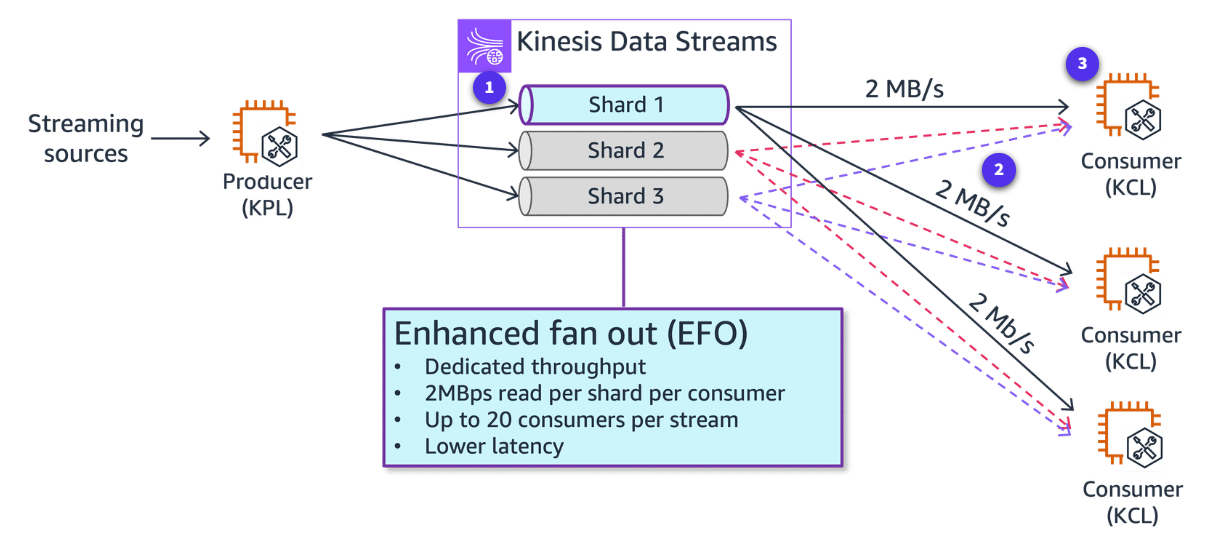 Kinesis Data Streams
1
Shard 1
Shard 2
Shard 3
Streaming
sources
Producer
(KPL)
2 MB/s
2 MB/s
2 Mb/s
2
3
Consumer
(KCL)
Consumer
(KCL)
Consumer
(KCL)
Enhanced fan out (EFO)
• Dedicated throughput
• 2MBps read per shard per consumer
• Up to 20 consumers per stream
• Lower latency